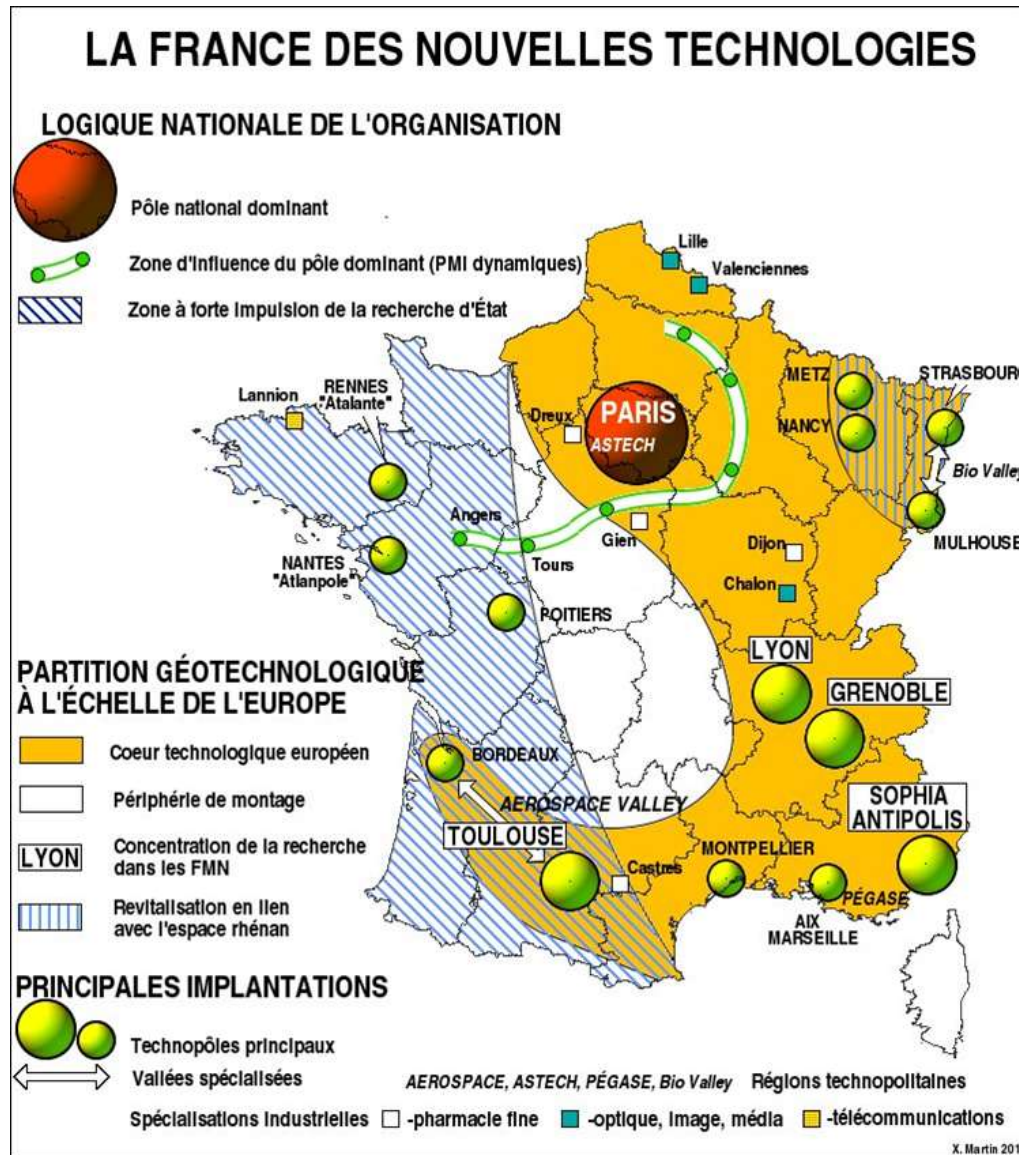 LA FRANCE DES NOUVELLES TECHNOLOGIES
LOGIQUE NATIONALE DE L'ORGANISATION
Pôle national dominant
Zone d'influence du pôle dominant (PMI dynamiques)
Zone à forte impulsion de la recherche d'État
Lille
Valenciennes
METZ
STRASBOURG
NANCY
Bio Valley
MULHOUSE
Lannion
RENNES
"Atalante"
Dreux
PARIS
ASTECH
Angers
Gien
Tours
Dijon
Chalon
NANTES
"Atlanpole"
POITIERS
LYON
GRENOBLE
BORDEAUX
AEROSPACE VALLEY
TOULOUSE
Castres
MONTPELLIER
SOPHIA
ANTIPOLIS
PÉGASE
AIX
MARSEILLE
PARTITION GÉOTECHNOLOGIQUE
À L'ÉCHELLE DE L'EUROPE
Coeur technologique européen
Périphérie de montage
LYON
Concentration de la recherche
dans les FMN
Revitalisation en lien
avec l'espace rhénan
PRINCIPALES IMPLANTATIONS
Technopôles principaux
Vallées spécialisées
AEROSPACE, ASTECH, PÉGASE, Bio Valley Régions technopolitaines
Spécialisations industrielles -pharmacie fine -optique, image, média -télécommunications
X. Martin 201